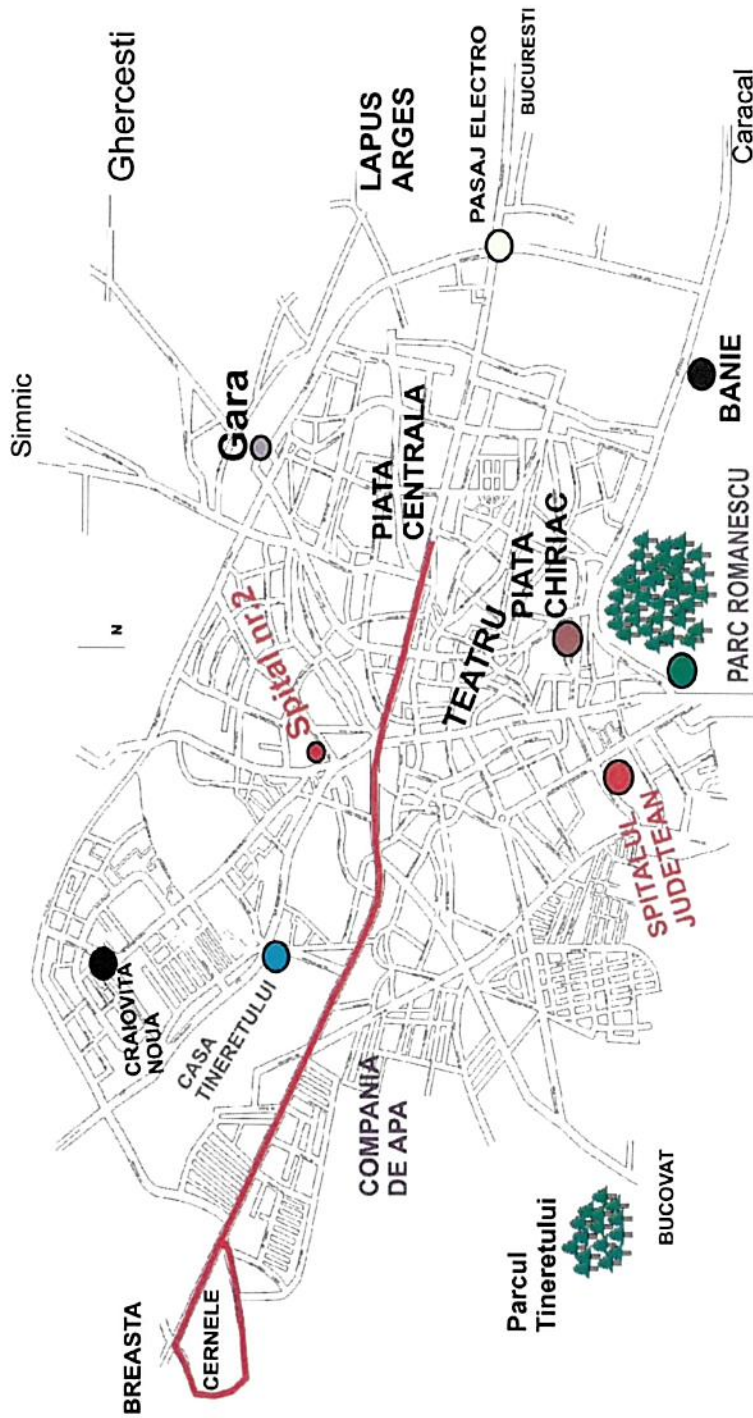 Simnic
Ghercesti
N
Gara
LAPUS
ARGES
Spital nr.2
CRAIOVITA
NOUA
CASA
TINERETULUI
BREASTA
CERNELE
PIATA
CENTRALA
PASAJ ELECTRO
BUCURESTI
COMPANIA
DE APA
TEATRU
PIATA
CHIRIAC
Caracal
BANIE
PARC ROMANESCU
SPITALUL
JUDETEAN
Parcul
Tineretului
BUCOVAT